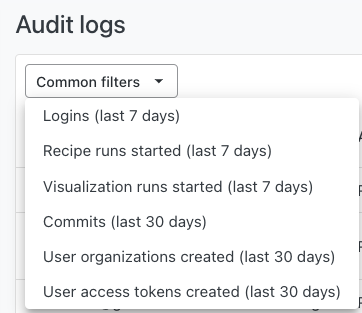 Audit logs
Common filters
Logins (last 7 days)
Recipe runs started (last 7 days)
Visualization runs started (last 7 days)
Commits (last 30 days)
User organizations created (last 30 days)
User access tokens created (last 30 days)